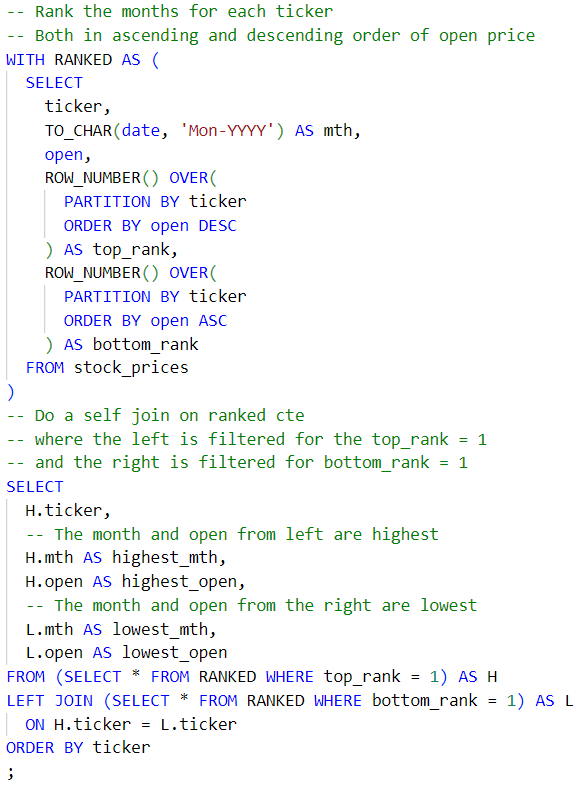 -- Rank the months for each ticker
-- Both in ascending and descending order of open price
WITH RANKED AS (
  SELECT
    ticker,
    TO_CHAR(date, 'Mon-YYYY') AS mth,
    open,
    ROW_NUMBER() OVER(
      PARTITION BY ticker
      ORDER BY open DESC
    ) AS top_rank,
    ROW_NUMBER() OVER(
      PARTITION BY ticker
      ORDER BY open ASC
    ) AS bottom_rank
  FROM stock_prices
)
-- Do a self join on ranked cte
-- where the left is filtered for the top_rank = 1
-- and the right is filtered for bottom_rank = 1
SELECT
  H.ticker,
  -- The month and open from left are highest
  H.mth AS highest_mth,
  H.open AS highest_open,
  -- The month and open from the right are lowest
  L.mth AS lowest_mth,
  L.open AS lowest_open
FROM (SELECT * FROM RANKED WHERE top_rank = 1) AS H
LEFT JOIN (SELECT * FROM RANKED WHERE bottom_rank = 1) AS L
  ON H.ticker = L.ticker
ORDER BY ticker
;